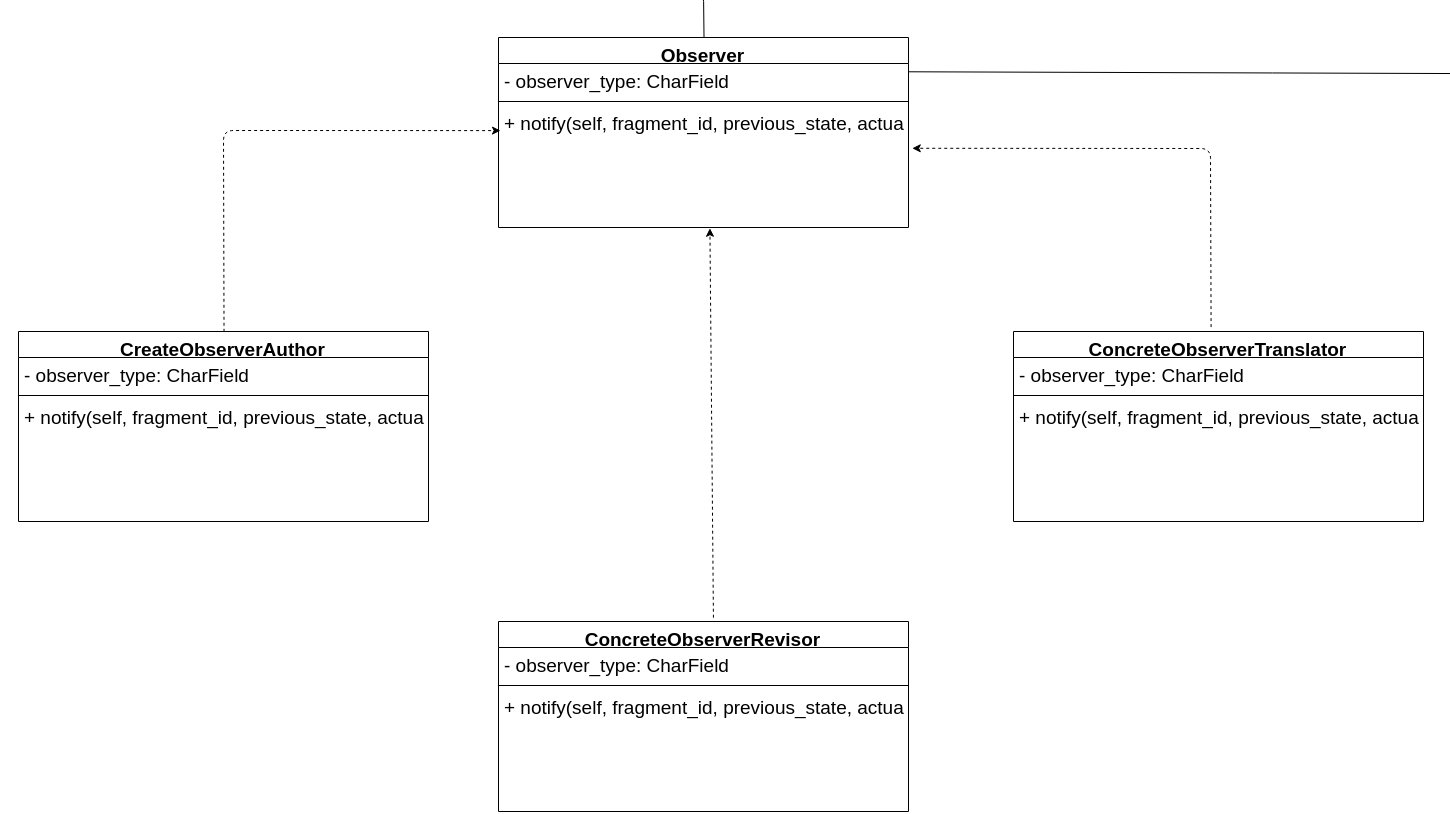 Observer
- observer_type: CharField
+ notify(self, fragment_id, previous_state, actua
CreateObserverAuthor
- observer_type: CharField
+ notify(self, fragment_id, previous_state, actua
ConcreteObserverTranslator
- observer_type: CharField
+ notify(self, fragment_id, previous_state, actua
ConcreteObserverRevisor
- observer_type: CharField
+ notify(self, fragment_id, previous_state, actua